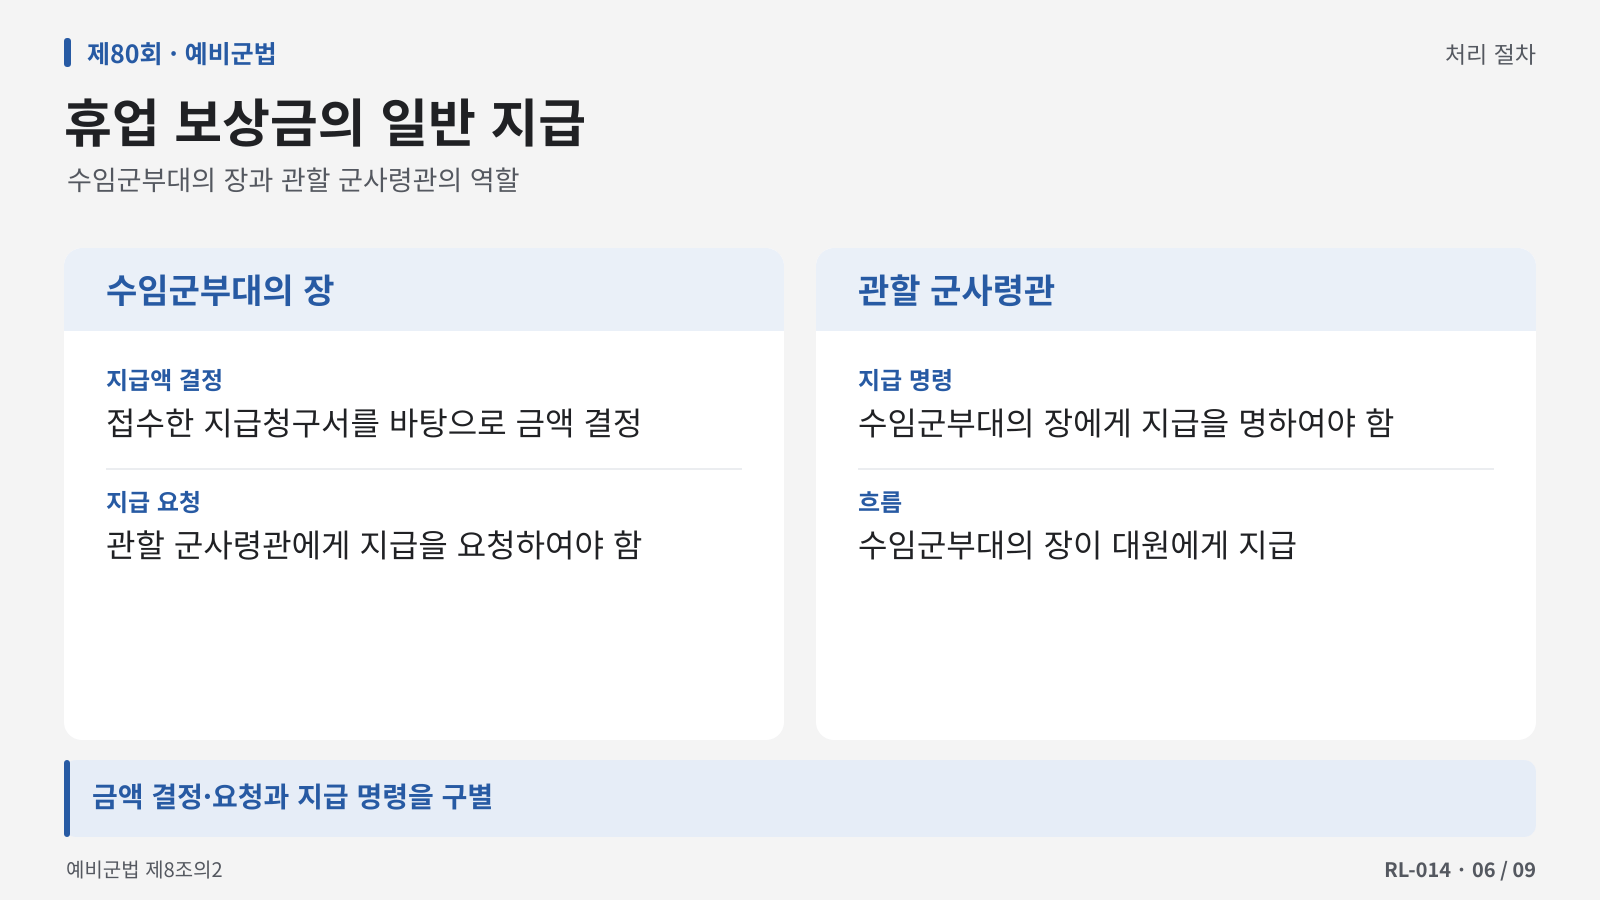 제80회 · 예비군법
처리 절차
휴업 보상금의 일반 지급
수임군부대의 장과 관할 군사령관의 역할
수임군부대의 장
지급액 결정
접수한 지급청구서를 바탕으로 금액 결정
지급 요청
관할 군사령관에게 지급을 요청하여야 함
관할 군사령관
지급 명령
수임군부대의 장에게 지급을 명하여야 함
흐름
수임군부대의 장이 대원에게 지급
금액 결정·요청과 지급 명령을 구별
예비군법 제8조의2
RL-014 · 06 / 09